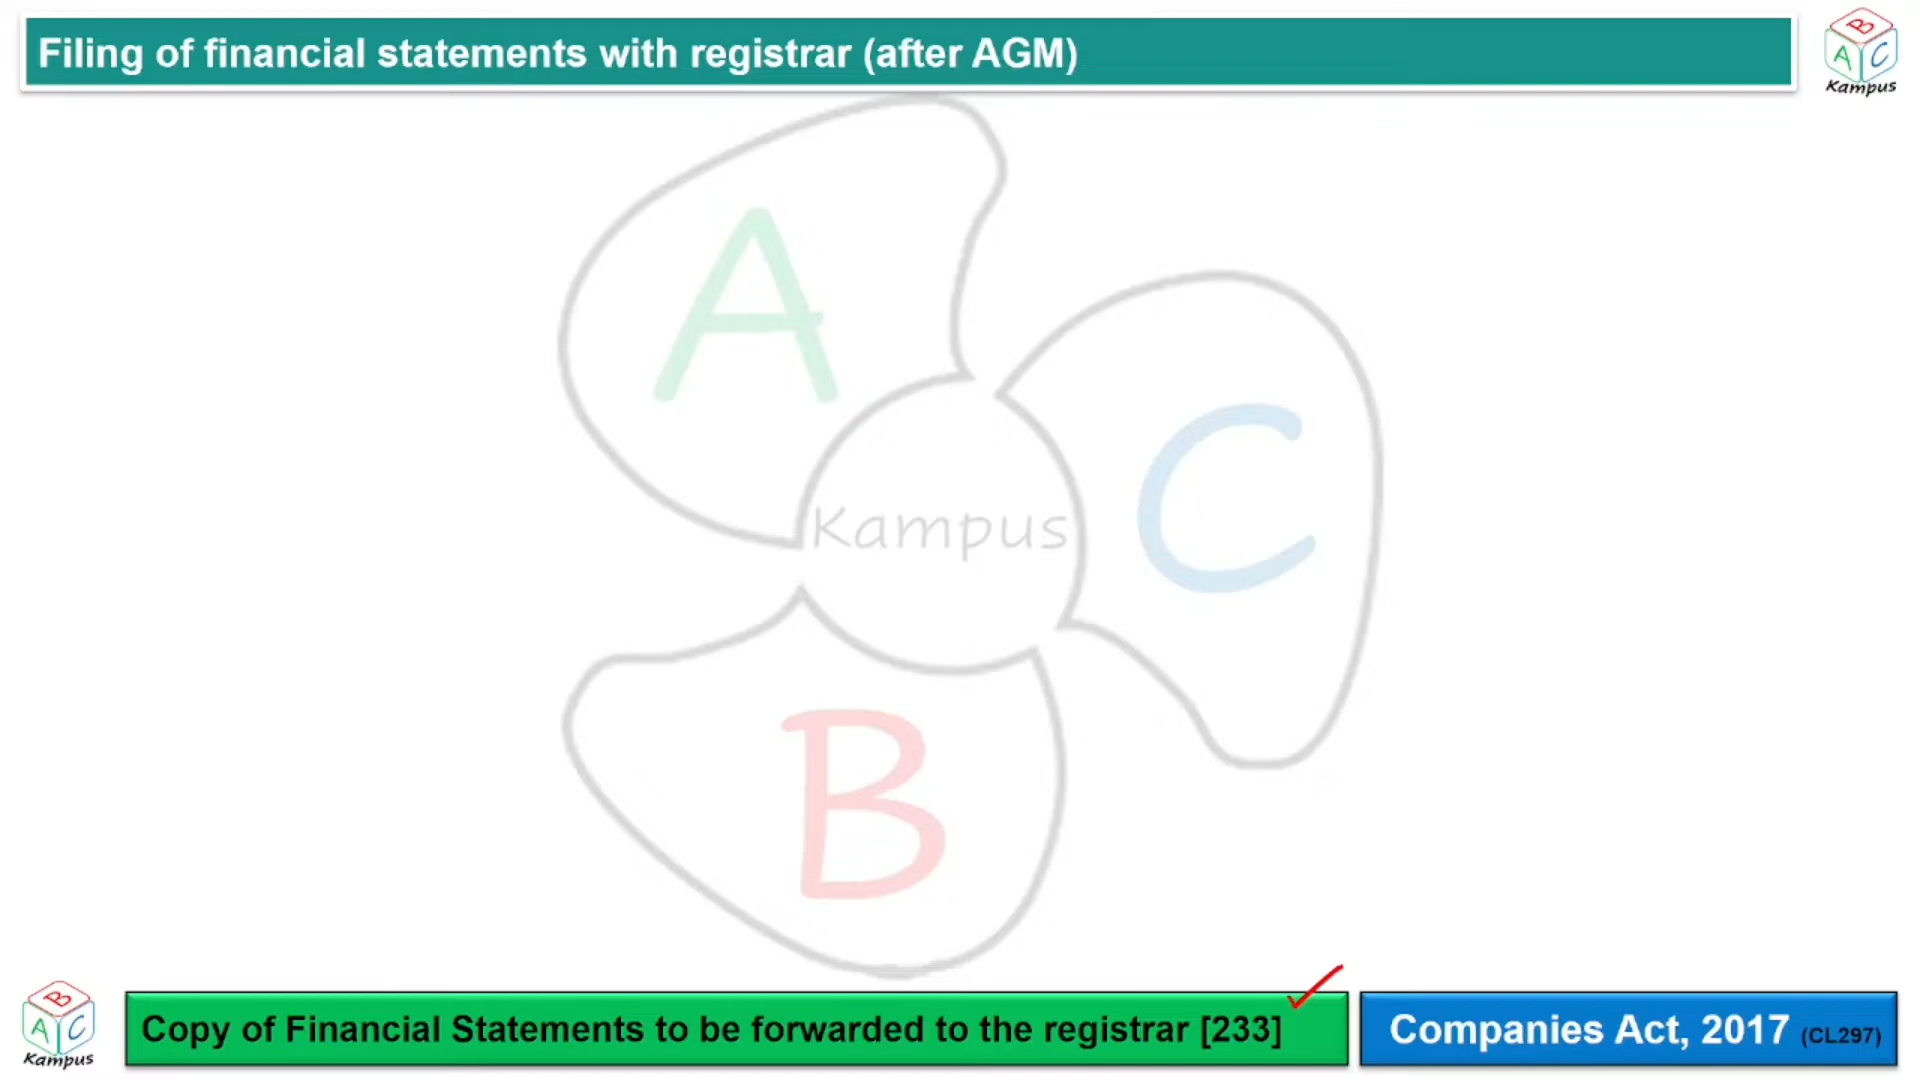 Filing of financial statements with registrar (after AGM)
B
A C
Kampus
A
C
Kampus
B
B
A C
Kampus
Copy of Financial Statements to be forwarded to the registrar [233]
Companies Act, 2017 (CL297)